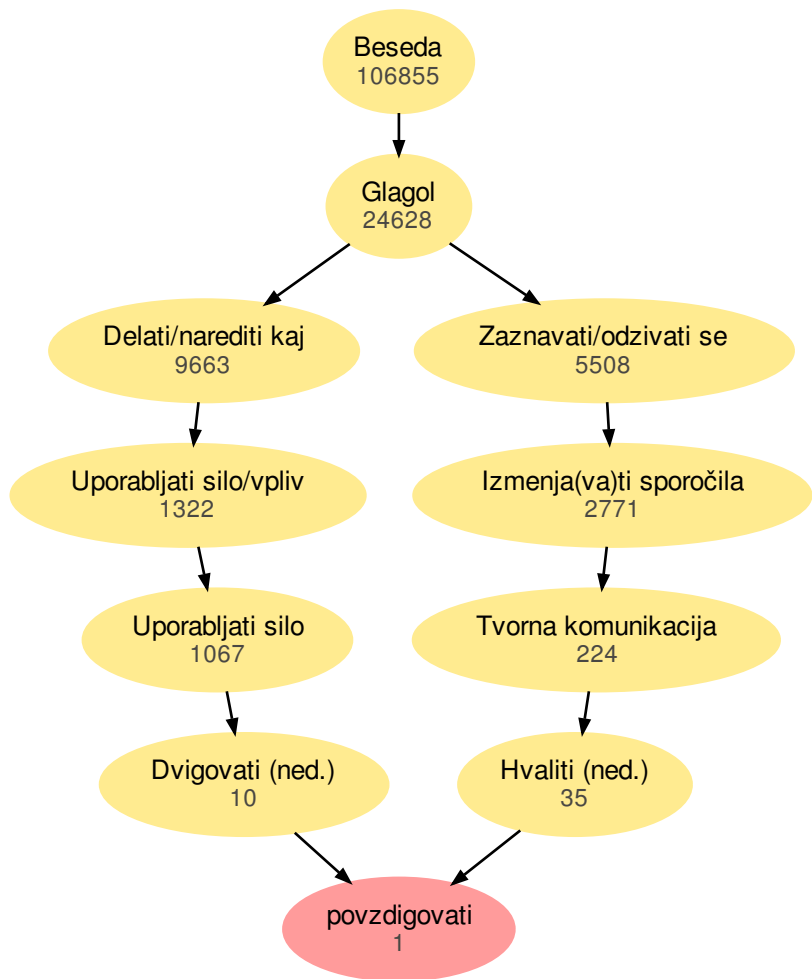 Beseda
106855
Glagol
24628
Delati/narediti kaj
9663
Zaznavati/odzivati se
5508
Uporabljati silo/vpliv
1322
Izmenja(va)ti sporočila
2771
Uporabljati silo
1067
Tvorna komunikacija
224
Dvigovati (ned.)
10
Hvaliti (ned.)
35
povzdigovati
1